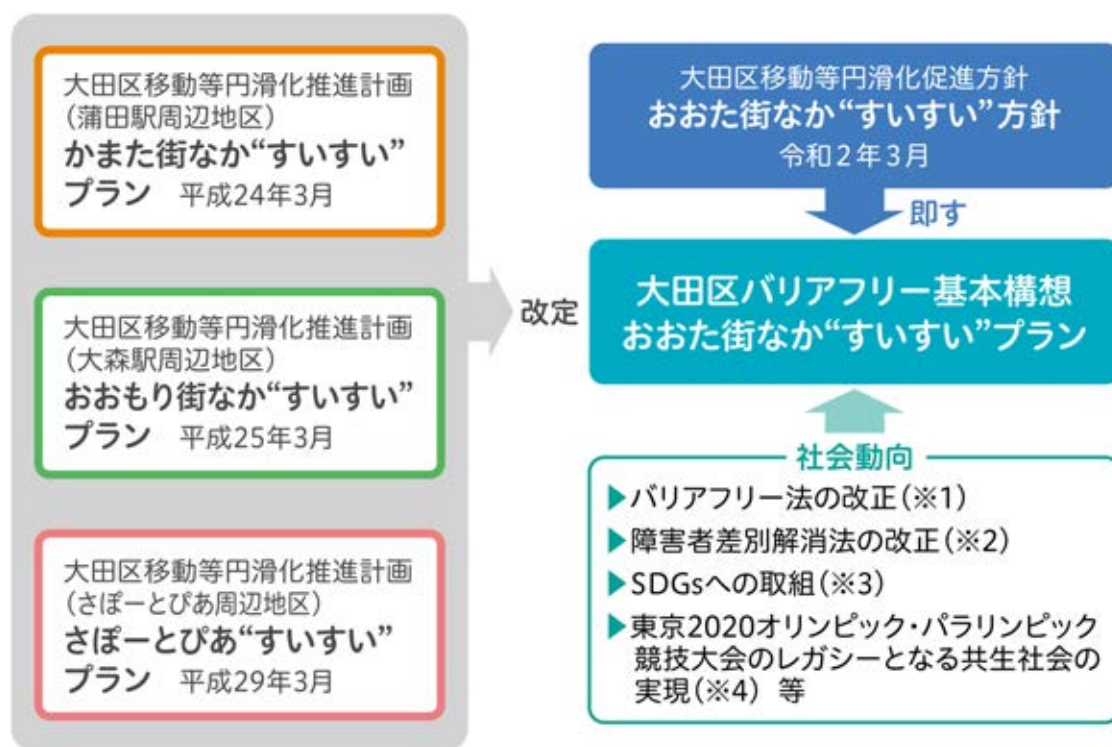 大田区移動等円滑化推進計画
(蒲田駅周辺地区)
かまた街なか“すいすい”
プラン 平成24年3月
大田区移動等円滑化推進計画
(大森駅周辺地区)
おおもり街なか“すいすい”
プラン 平成25年3月
大田区移動等円滑化推進計画
(さぽーとぴあ周辺地区)
さぽーとぴあ“すいすい”
プラン 平成29年3月
改定
大田区移動等円滑化促進方針
おおた街なか“すいすい”方針
令和2年3月
即す
大田区バリアフリー基本構想
おおた街なか“すいすい”プラン
社会動向
▶バリアフリー法の改正(※1)
▶障害者差別解消法の改正(※2)
▶SDGsへの取組(※3)
▶東京2020オリンピック・パラリンピック
競技大会のレガシーとなる共生社会の
実現(※4) 等